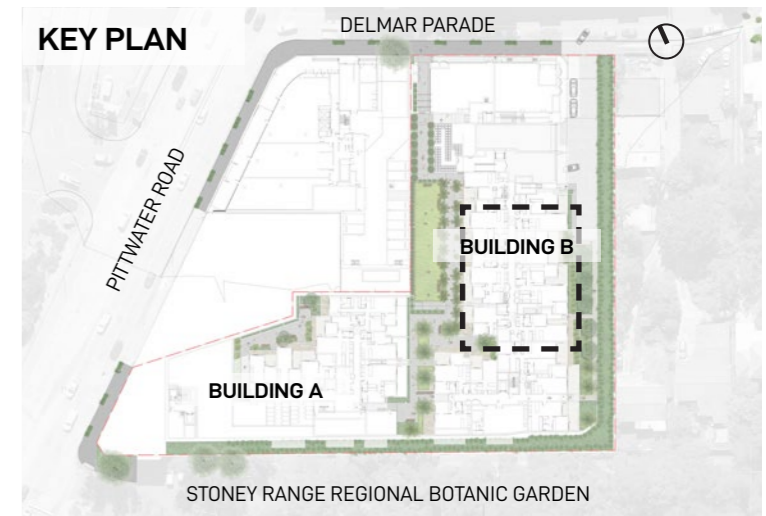 KEY PLAN
DELMAR PARADE
PITTWATER ROAD
BUILDING B
BUILDING A
STONEY RANGE REGIONAL BOTANIC GARDEN